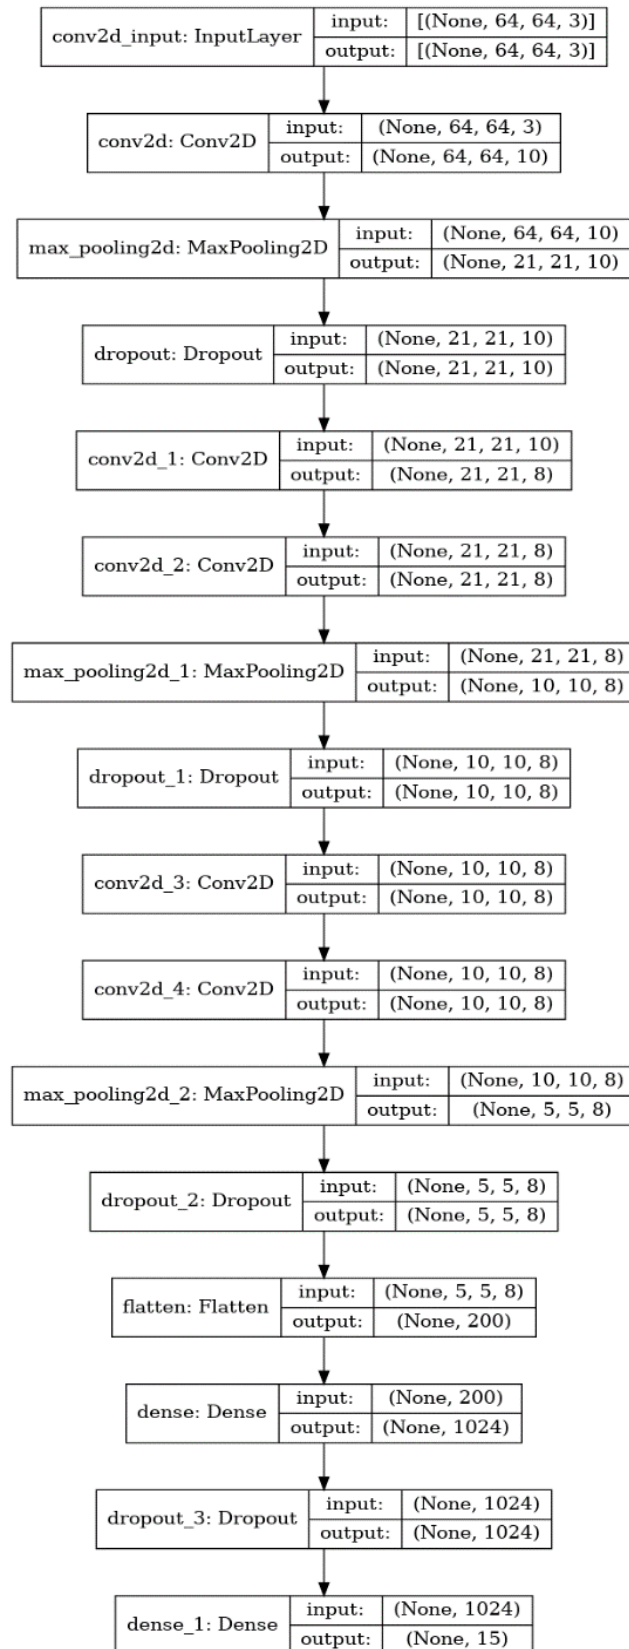 conv2d_input: InputLayer
input: [(None, 64, 64, 3)]
output: [(None, 64, 64, 3)]
conv2d: Conv2D
input: (None, 64, 64, 3)
output: (None, 64, 64, 10)
max_pooling2d: MaxPooling2D
input: (None, 64, 64, 10)
output: (None, 21, 21, 10)
dropout: Dropout
input: (None, 21, 21, 10)
output: (None, 21, 21, 10)
conv2d_1: Conv2D
input: (None, 21, 21, 10)
output: (None, 21, 21, 8)
conv2d_2: Conv2D
input: (None, 21, 21, 8)
output: (None, 21, 21, 8)
max_pooling2d_1: MaxPooling2D
input: (None, 21, 21, 8)
output: (None, 10, 10, 8)
dropout_1: Dropout
input: (None, 10, 10, 8)
output: (None, 10, 10, 8)
conv2d_3: Conv2D
input: (None, 10, 10, 8)
output: (None, 10, 10, 8)
conv2d_4: Conv2D
input: (None, 10, 10, 8)
output: (None, 10, 10, 8)
max_pooling2d_2: MaxPooling2D
input: (None, 10, 10, 8)
output: (None, 5, 5, 8)
dropout_2: Dropout
input: (None, 5, 5, 8)
output: (None, 5, 5, 8)
flatten: Flatten
input: (None, 5, 5, 8)
output: (None, 200)
dense: Dense
input: (None, 200)
output: (None, 1024)
dropout_3: Dropout
input: (None, 1024)
output: (None, 1024)
dense_1: Dense
input: (None, 1024)
output: (None, 15)